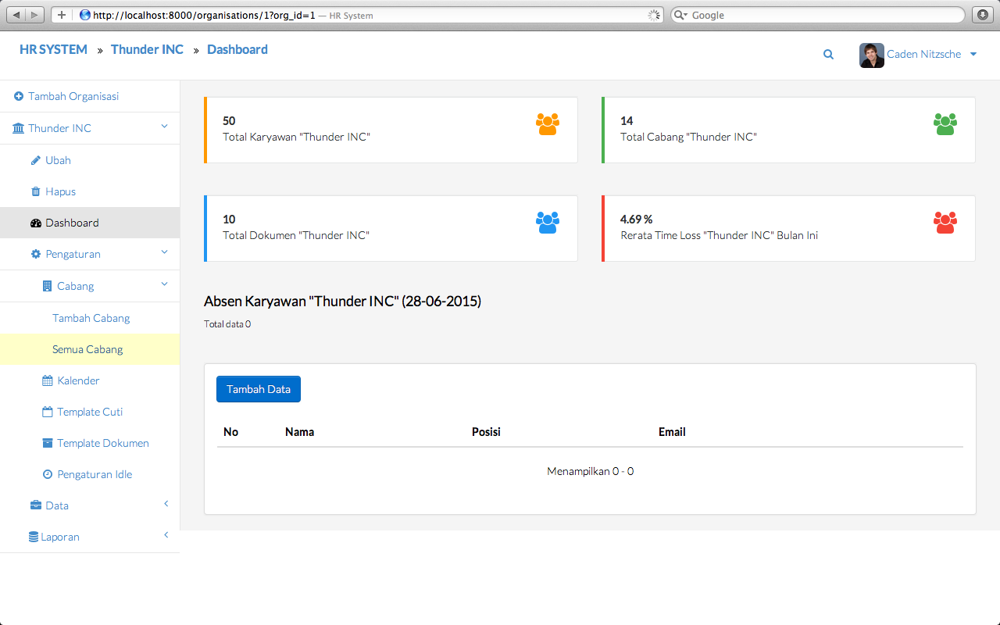 http://localhost:8000/organisations/1?org_id=1 — HR System
Google
HR SYSTEM » Thunder INC » Dashboard
Caden Nitzsche
Tambah Organisasi
Thunder INC
Ubah
Hapus
Dashboard
Pengaturan
Cabang
Tambah Cabang
Semua Cabang
Kalender
Template Cuti
Template Dokumen
Pengaturan Idle
Data
Laporan
50
Total Karyawan "Thunder INC"
14
Total Cabang "Thunder INC"
10
Total Dokumen "Thunder INC"
4.69 %
Rerata Time Loss "Thunder INC" Bulan Ini
Absen Karyawan "Thunder INC" (28-06-2015)
Total data 0
Tambah Data
No Nama Posisi Email
Menampilkan 0 - 0